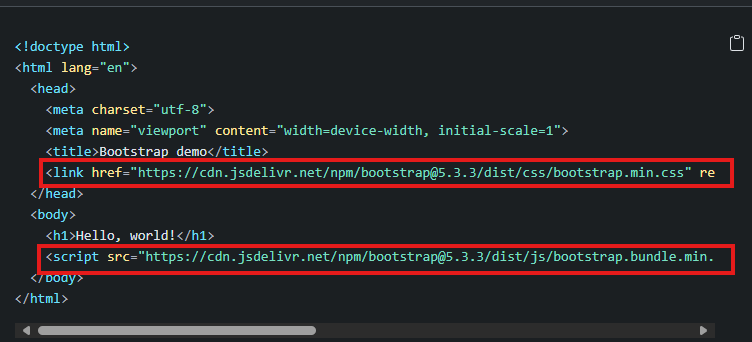 <!doctype html>
<html lang="en">
<head>
<meta charset="utf-8">
<meta name="viewport" content="width=device-width, initial-scale=1">
<title>Bootstrap demo</title>
<link href="https://cdn.jsdelivr.net/npm/bootstrap@5.3.3/dist/css/bootstrap.min.css" re
</head>
<body>
<h1>Hello, world!</h1>
<script src="https://cdn.jsdelivr.net/npm/bootstrap@5.3.3/dist/js/bootstrap.bundle.min.
</body>
</html>